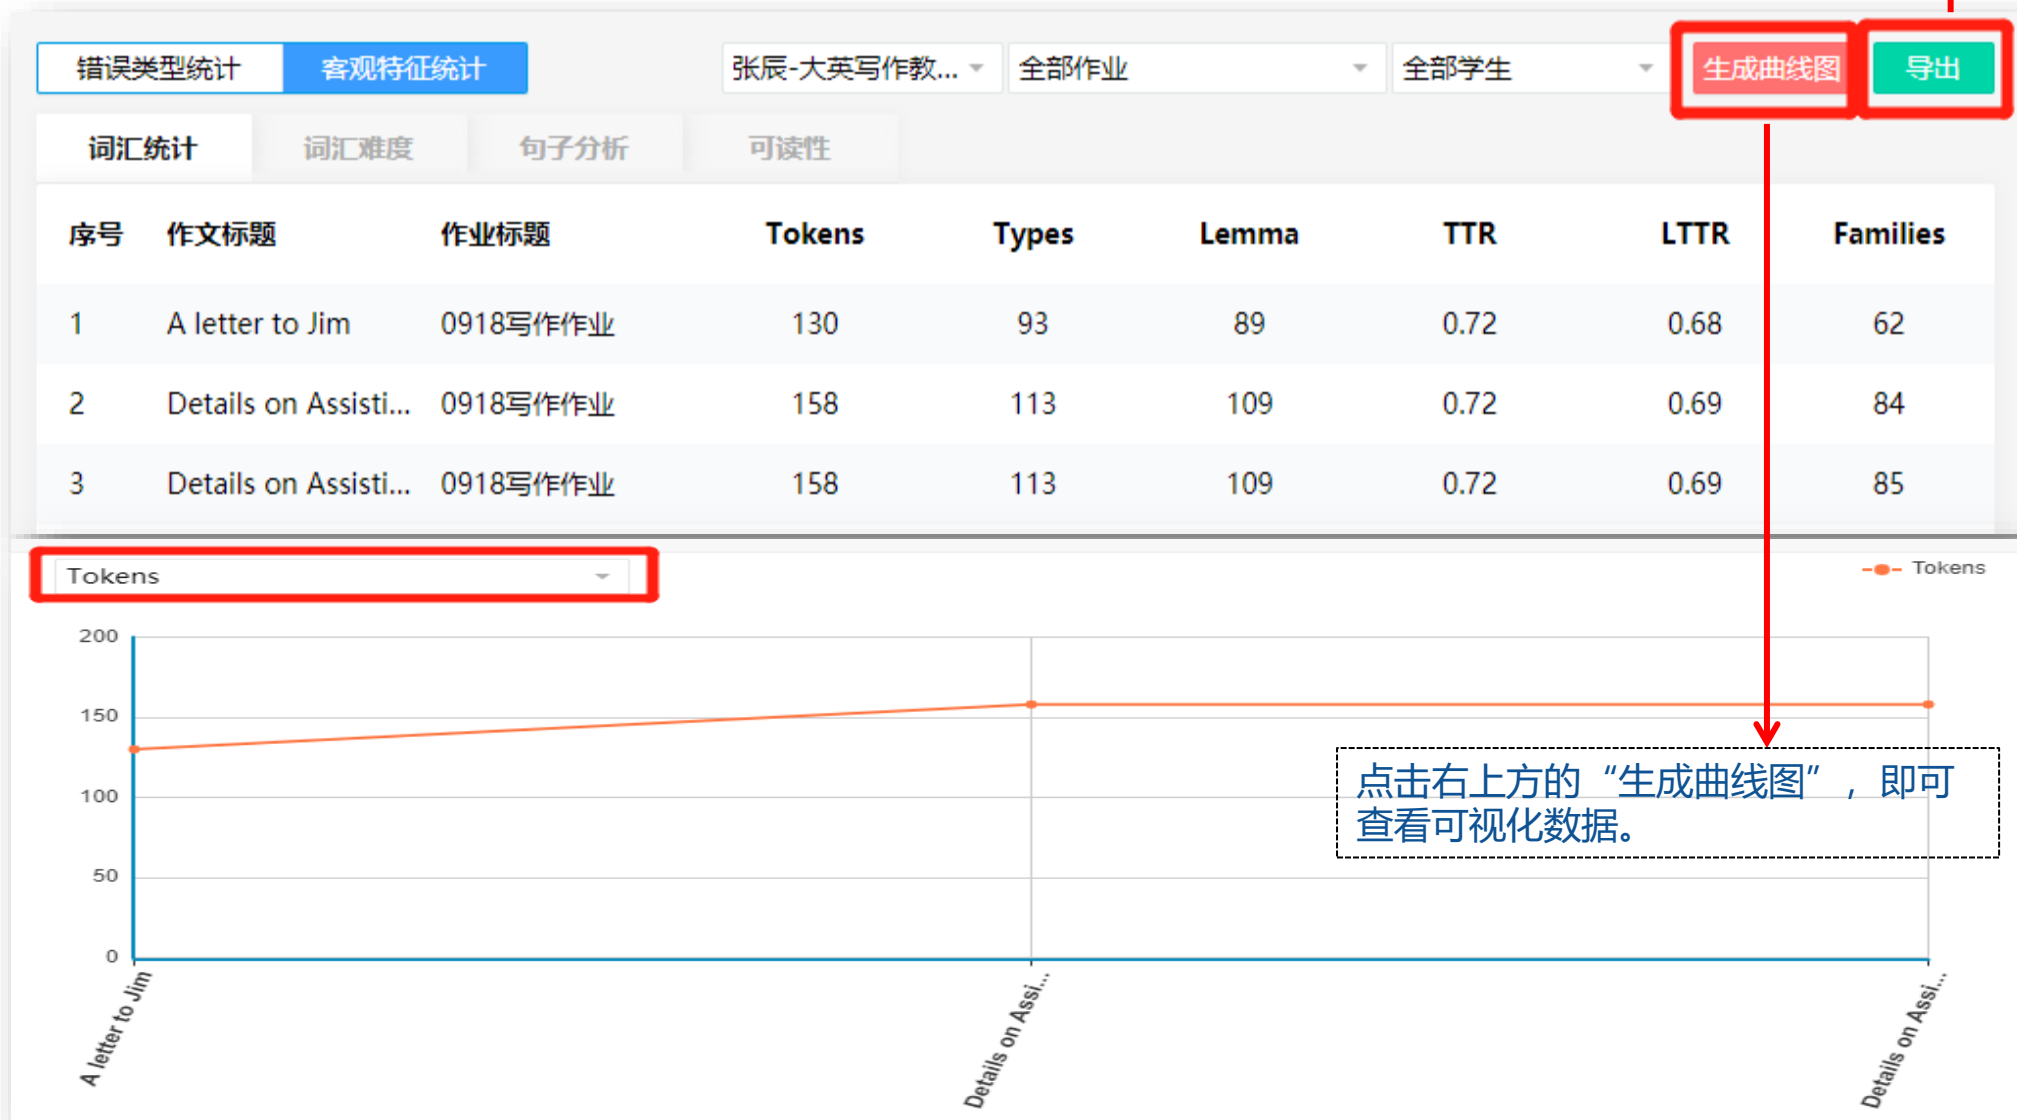 错误类型统计 客观特征统计 张辰-大英写作教... 全部作业 全部学生 生成曲线图 导出
词汇统计 词汇难度 句子分析 可读性
序号 作文标题 作业标题 Tokens Types Lemma TTR LTTR Families
1 A letter to Jim 0918写作作业 130 93 89 0.72 0.68 62
2 Details on Assisti... 0918写作作业 158 113 109 0.72 0.69 84
3 Details on Assisti... 0918写作作业 158 113 109 0.72 0.69 85
Tokens
Tokens
200
150
100
50
0
点击右上方的“生成曲线图”，即可
查看可视化数据。
A letter to Jim
Details on Assi...
Details on Assi...